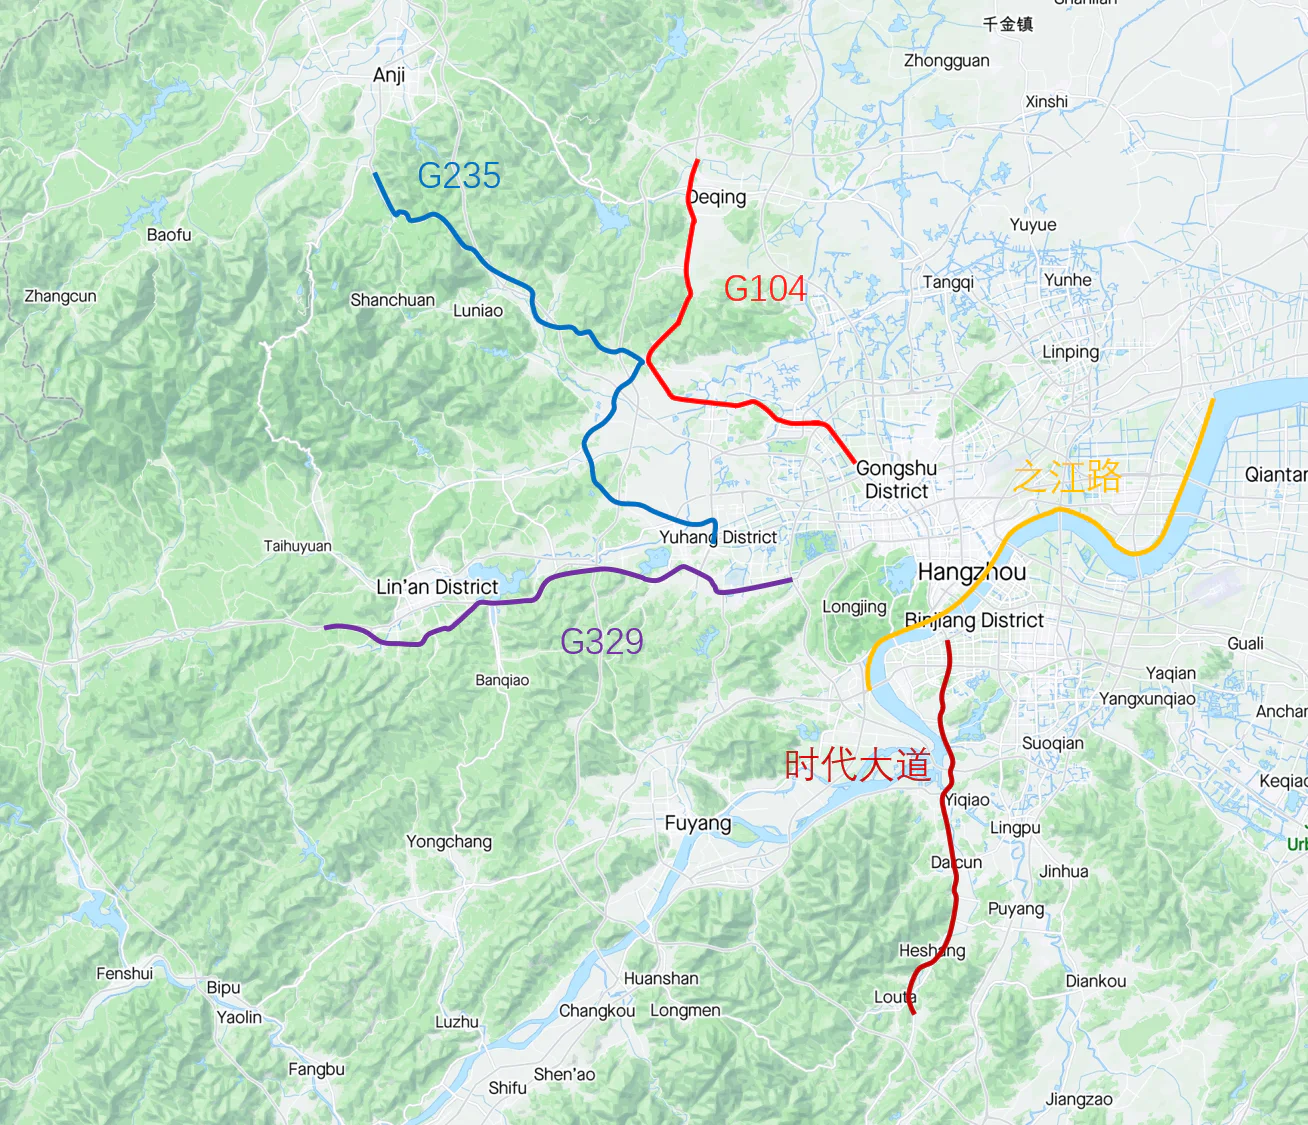 Shanlian
千金镇
Zhongguan
Anji
Xinshi
G235
Deqing
Yuyue
Baofu
Tangqi
Yunhe
G104
Zhangcun
Shanchuan
Luniao
Linping
之江路
Gongshu
District
Qiantan
Yuhang District
Taihuyuan
Hangzhou
Lin'an District
Longjing
Binjiang District
G329
Guali
Yaqian
Banqiao
Yangxunqiao
Anchan
Suoqian
时代大道
Keqiao
Yiqiao
Fuyang
Lingpu
Yongchang
Urb
Daicun
Jinhua
Puyang
Heshang
Fenshui
Huanshan
Diankou
Bipu
Louta
Changkou
Longmen
Yaolin
Luzhu
Fangbu
Shen'ao
Shifu
Jiangzao